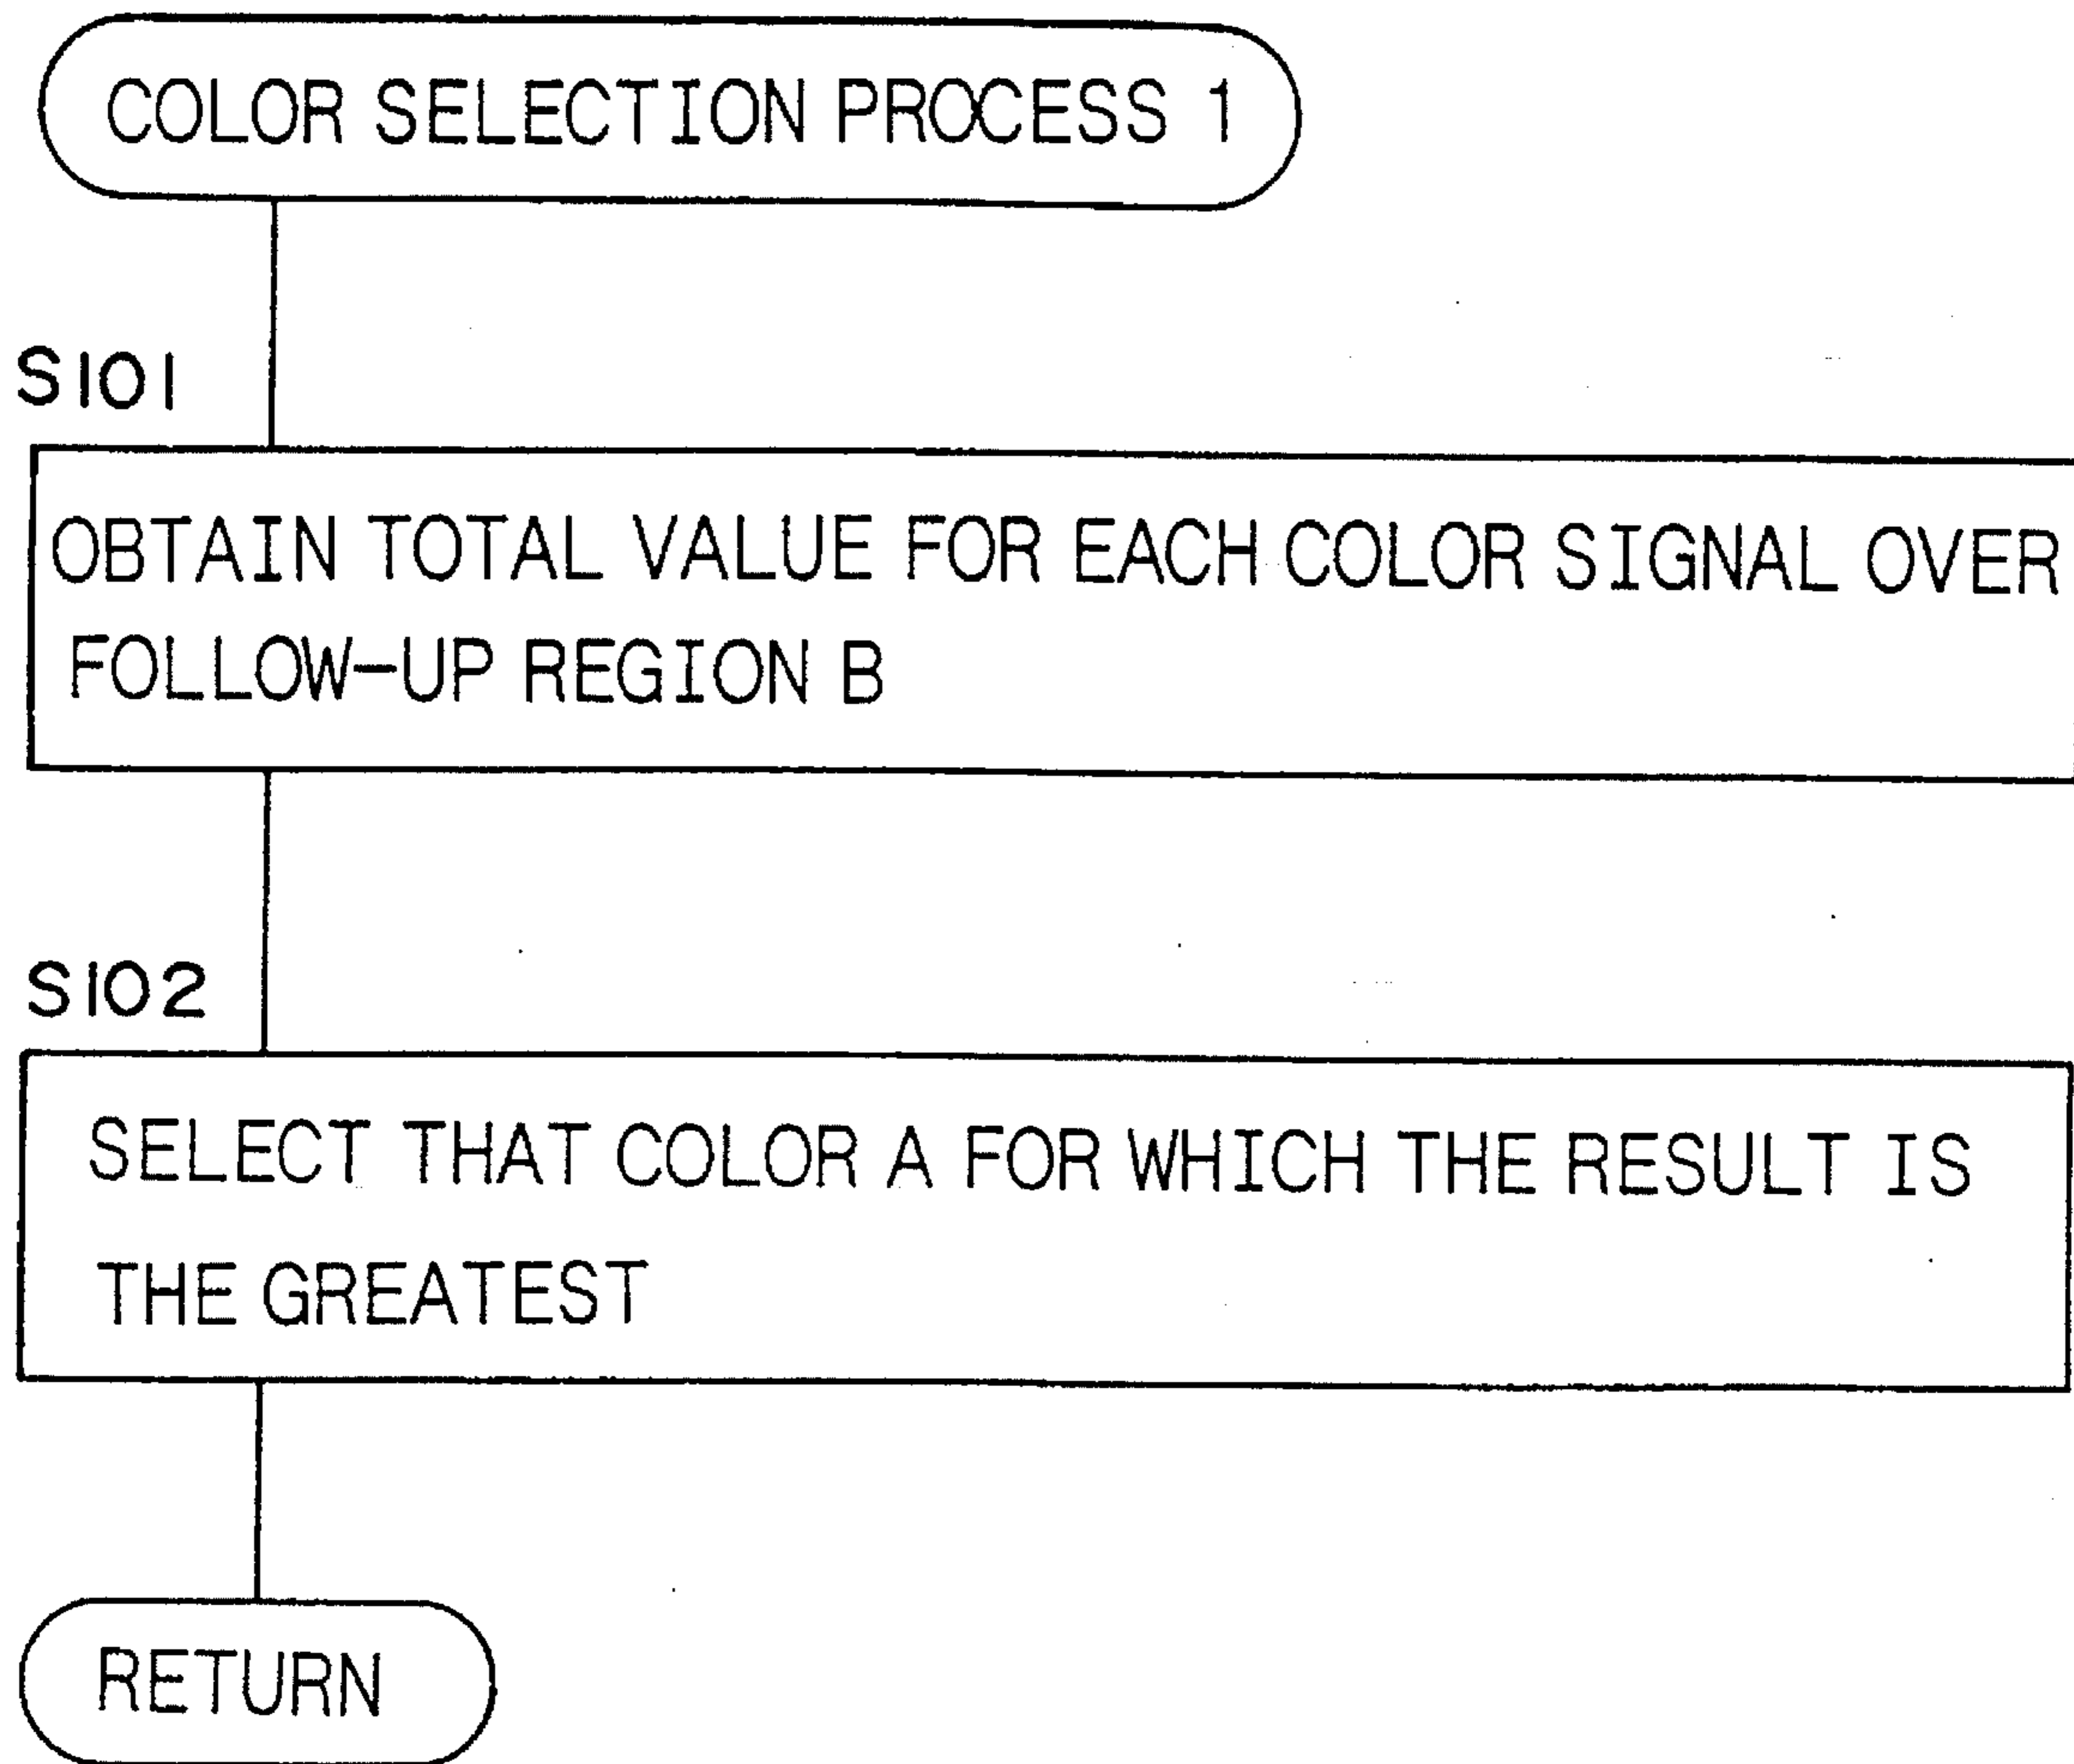 COLOR SELECTION PROCESS 1
S101
OBTAIN TOTAL VALUE FOR EACH COLOR SIGNAL OVER
FOLLOW-UP REGION B
S102
SELECT THAT COLOR A FOR WHICH THE RESULT IS
THE GREATEST
RETURN